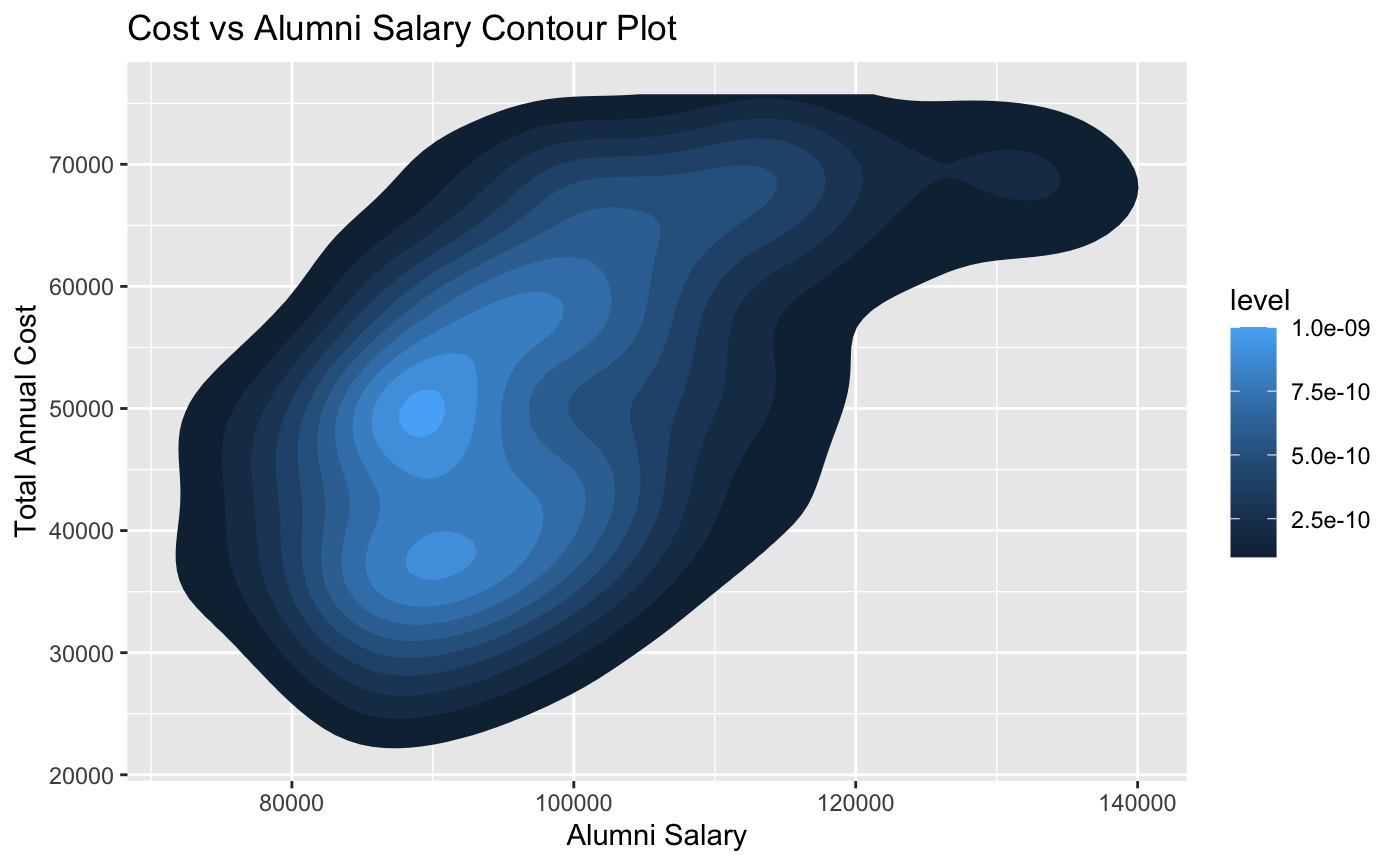 Cost vs Alumni Salary Contour Plot
Total Annual Cost
70000
60000
50000
40000
30000
20000
80000
100000
120000
140000
Alumni Salary
level
1.0e-09
7.5e-10
5.0e-10
2.5e-10